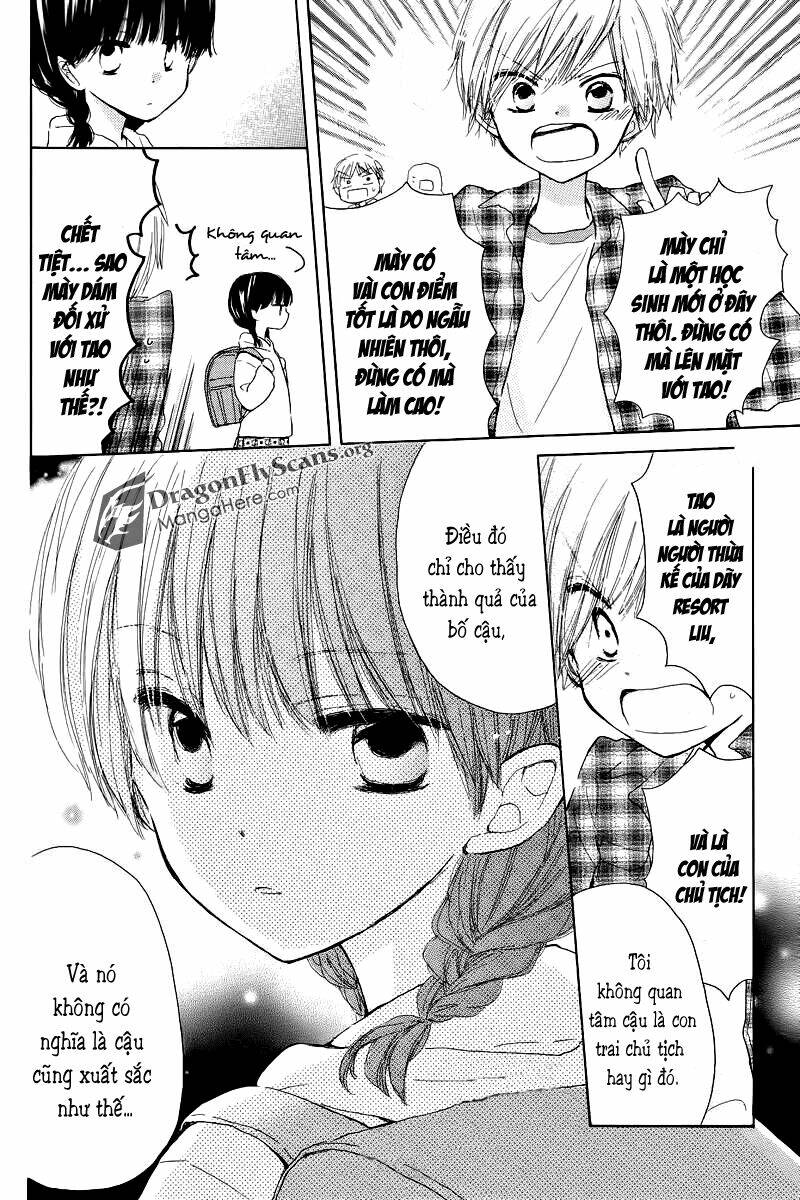 MÀY CHỈ
LÀ MỘT HỌC
SINH MỚI Ở ĐÂY
THÔI. ĐỪNG CÓ
MÀ LÊN MẶT
VỚI TAO!
MÀY CÓ
VÀI CON ĐIỂM
TỐT LÀ DO NGẪU
NHIÊN THÔI,
ĐỪNG CÓ MÀ
LÀM CAO!
Không quan
tâm...
CHẾT
TIỆT... SAO
MÀY DÁM
ĐỐI XỬ
VỚI TAO
NHƯ
THẾ?!
DragonFlyScans.org
MangaHere.com
TAO
LÀ NGƯỜI
NGƯỜI THỪA
KẾ CỦA DÃY
RESORT
LIU,
VÀ LÀ
CON CỦA
CHỦ TỊCH!
Tôi
không quan
tâm cậu là con
trai chủ tịch
hay gì đó.
Điều đó
chỉ cho thấy
thành quả của
bố cậu,
Và nó
không có
nghĩa là cậu
cũng xuất sắc
như thế...